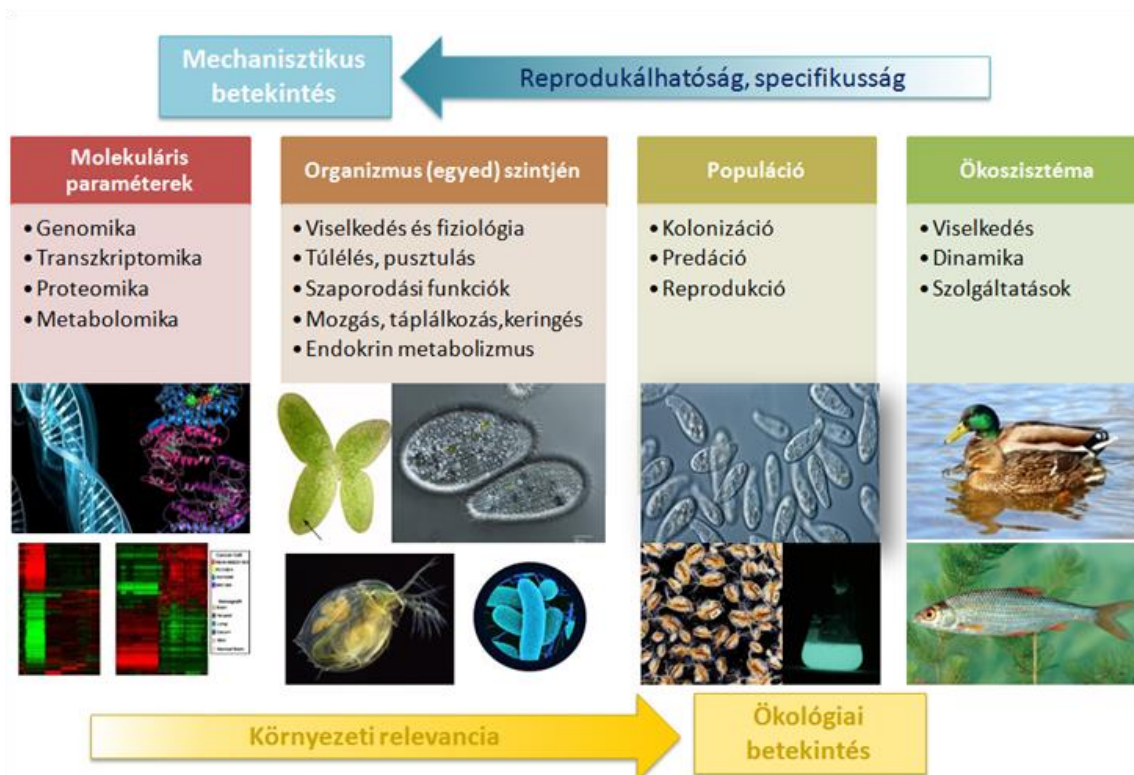 Mechanisztikus
betekintés
Reprodukálhatóság, specifikusság
Molekuláris
paraméterek
• Genomika
• Transzkriptomika
• Proteomika
• Metabolomika
Organizmus (egyed) szintjén
• Viselkedés és fiziológia
• Túlélés, pusztulás
• Szaporodási funkciók
• Mozgás, táplálkozás,keringés
• Endokrin metabolizmus
Populáció
• Kolonizáció
• Predáció
• Reprodukció
Ökoszisztéma
• Viselkedés
• Dinamika
• Szolgáltatások
Környezeti relevancia
Ökológiai
betekintés